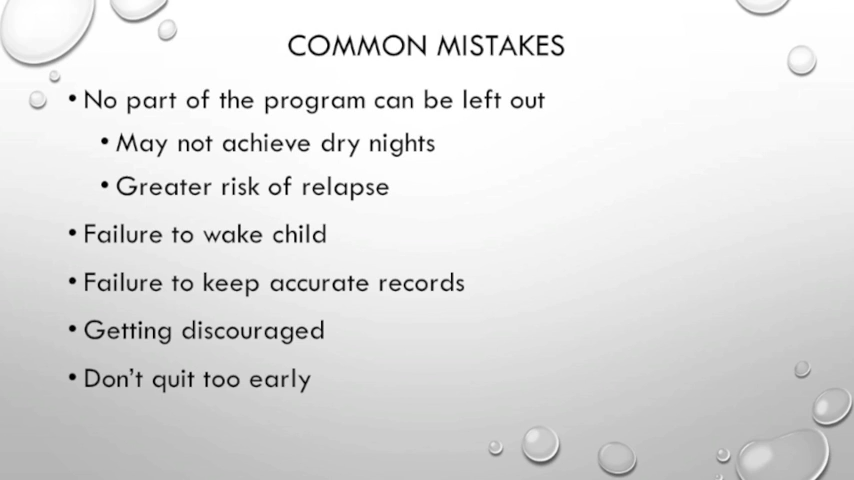 COMMON MISTAKES
• No part of the program can be left out
• May not achieve dry nights
• Greater risk of relapse
• Failure to wake child
• Failure to keep accurate records
• Getting discouraged
• Don’t quit too early